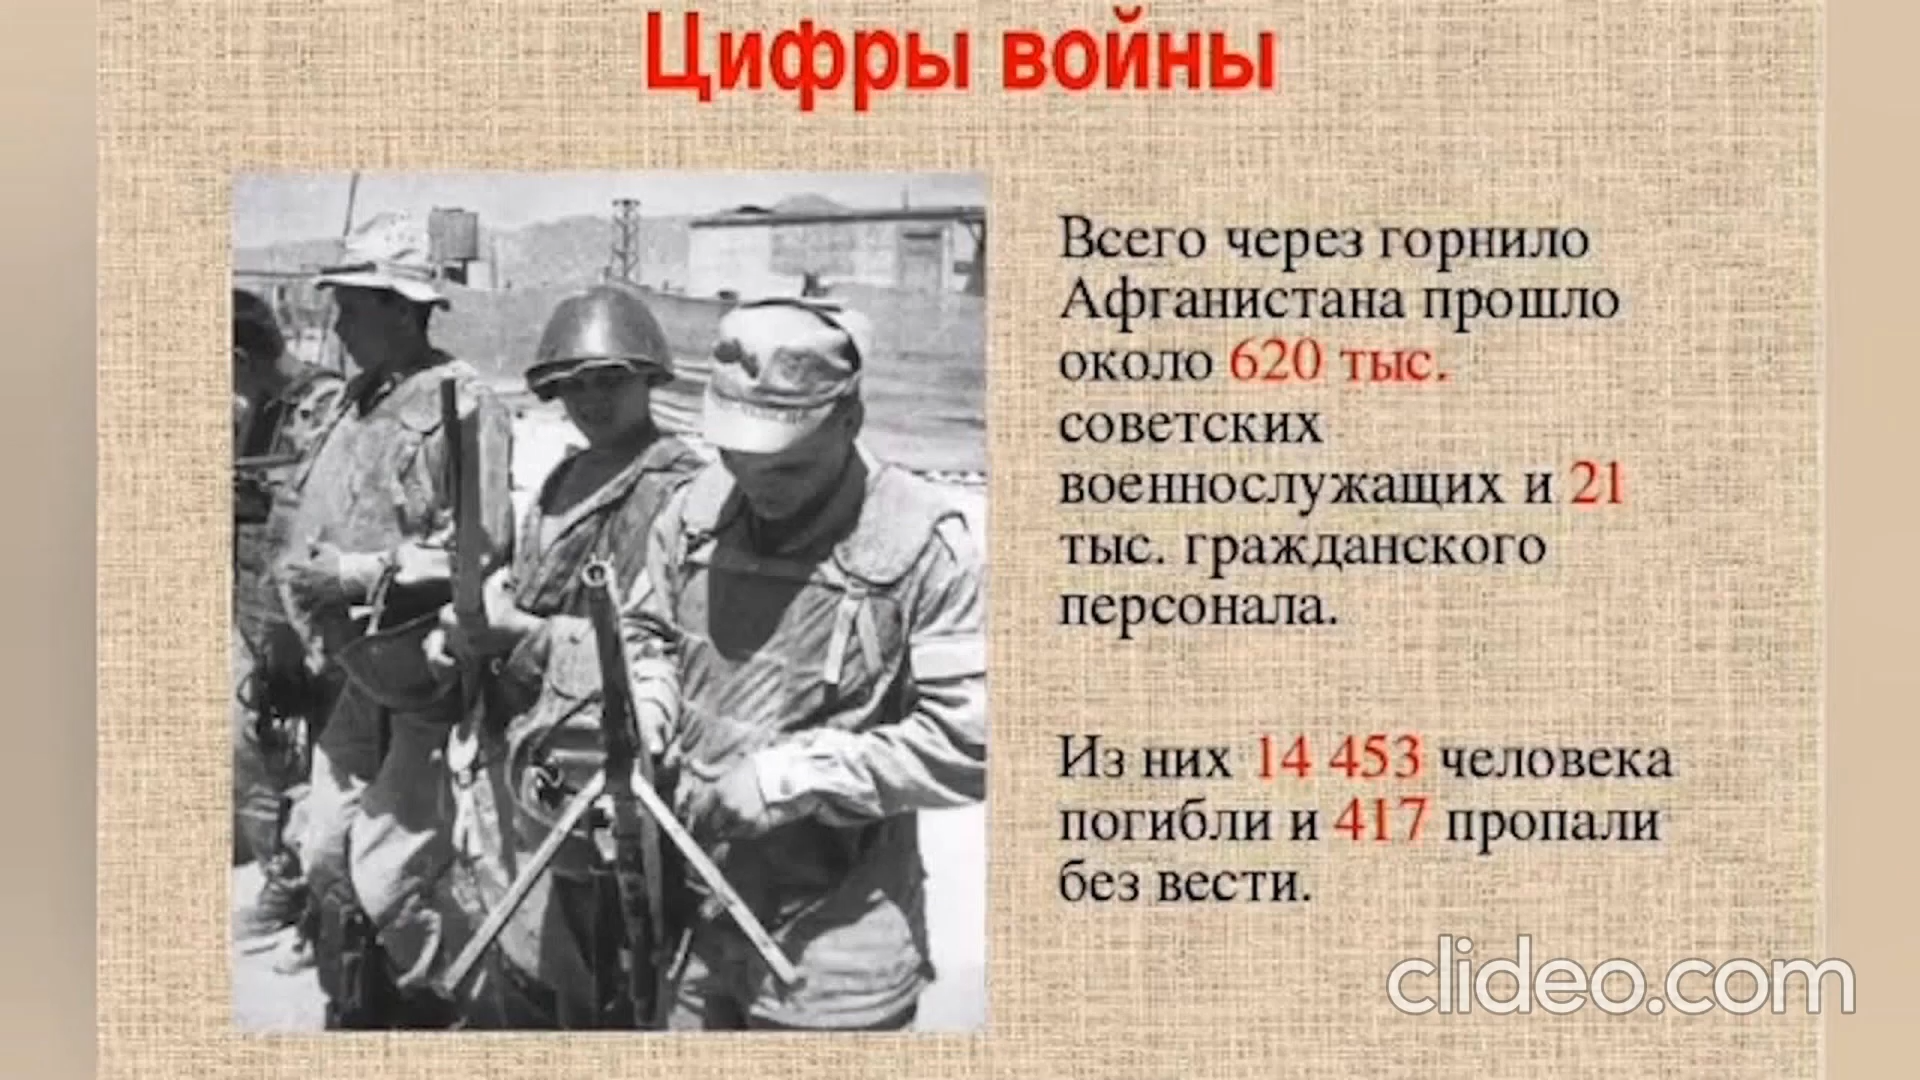 Цифры войны
Всего через горнило
Афганистана прошло
около 620 тыс.
советских
военнослужащих и 21
тыс. гражданского
персонала.
Из них 14 453 человека
погибли и 417 пропали
без вести.
clideo.com